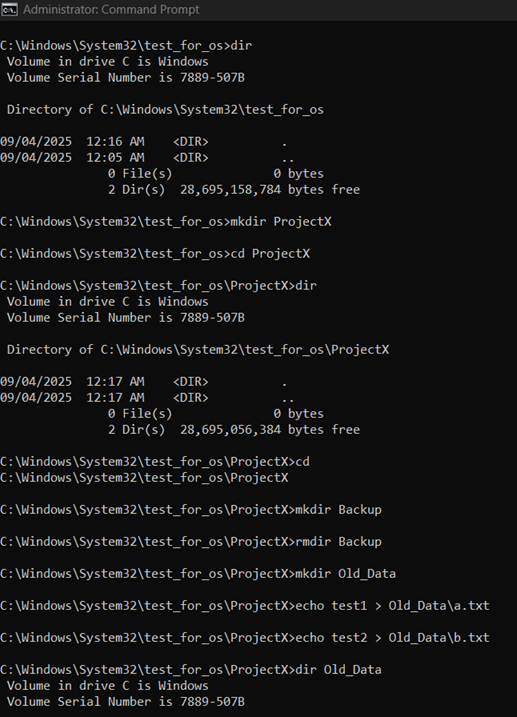 Administrator: Command Prompt
C:\Windows\System32\test_for_os>dir
Volume in drive C is Windows
Volume Serial Number is 7889-507B
Directory of C:\Windows\System32\test_for_os
09/04/2025  12:16 AM    <DIR>          .
09/04/2025  12:05 AM    <DIR>          ..
0 File(s)              0 bytes
2 Dir(s)  28,695,158,784 bytes free
C:\Windows\System32\test_for_os>mkdir ProjectX
C:\Windows\System32\test_for_os>cd ProjectX
C:\Windows\System32\test_for_os\ProjectX>dir
Volume in drive C is Windows
Volume Serial Number is 7889-507B
Directory of C:\Windows\System32\test_for_os\ProjectX
09/04/2025  12:17 AM    <DIR>          .
09/04/2025  12:17 AM    <DIR>          ..
0 File(s)              0 bytes
2 Dir(s)  28,695,056,384 bytes free
C:\Windows\System32\test_for_os\ProjectX>cd
C:\Windows\System32\test_for_os\ProjectX
C:\Windows\System32\test_for_os\ProjectX>mkdir Backup
C:\Windows\System32\test_for_os\ProjectX>rmdir Backup
C:\Windows\System32\test_for_os\ProjectX>mkdir Old_Data
C:\Windows\System32\test_for_os\ProjectX>echo test1 > Old_Data\a.txt
C:\Windows\System32\test_for_os\ProjectX>echo test2 > Old_Data\b.txt
C:\Windows\System32\test_for_os\ProjectX>dir Old_Data
Volume in drive C is Windows
Volume Serial Number is 7889-507B